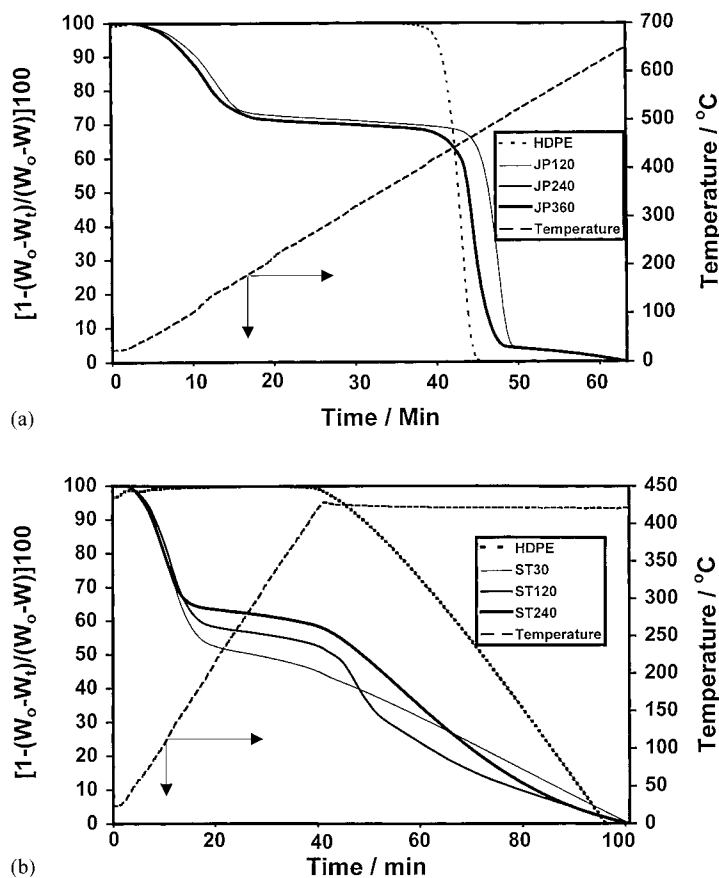 100
90
80
70
60
50
40
30
20
10
0
[1-(Wo-Wt)/(Wo-W)]100
700
600
500
400
300
200
100
0
Temperature / °C
HDPE
JP120
JP240
JP360
Temperature
0 10 20 30 40 50 60
Time / Min
(a)
100
90
80
70
60
50
40
30
20
10
0
[1-(Wo-Wt)/(Wo-W)]100
450
400
350
300
250
200
150
100
50
0
Temperature / °C
HDPE
ST30
ST120
ST240
Temperature
0 20 40 60 80 100
Time / min
(b)